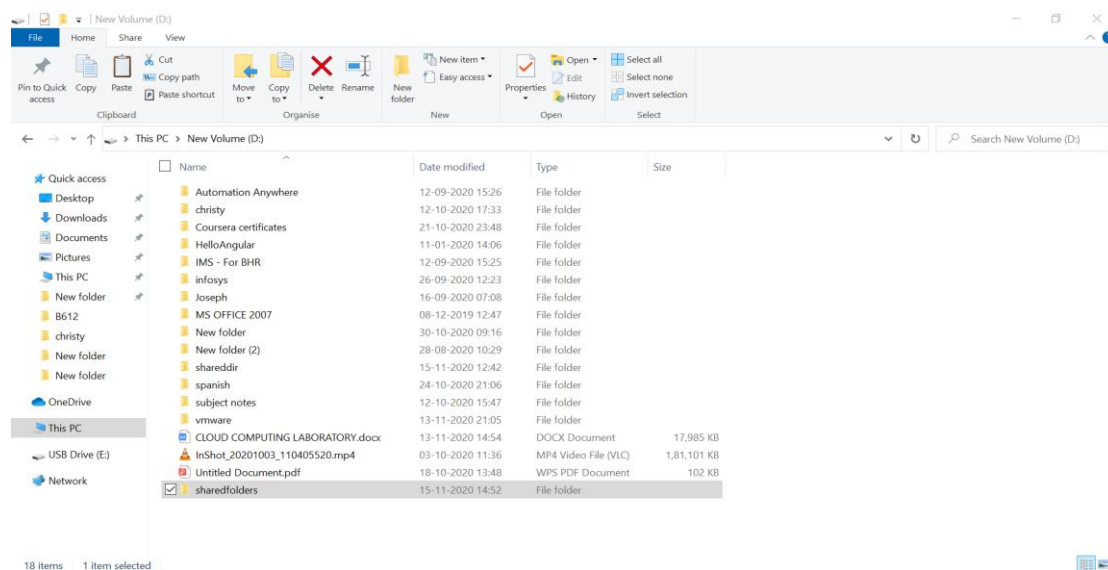 New Volume (D:)
File Home Share View
Pin to Quick access
Copy
Paste
Cut
Copy path
Paste shortcut
Clipboard
Move to
Copy to
Delete
Rename
Organise
New folder
New item
Easy access
New
Properties
Open
Edit
History
Open
Select all
Select none
Invert selection
Select
This PC > New Volume (D:)
Search New Volume (D:)
Quick access
Desktop
Downloads
Documents
Pictures
This PC
New folder
B612
christy
New folder
New folder
OneDrive
This PC
USB Drive (E:)
Network
Name Date modified Type Size
Automation Anywhere 12-09-2020 15:26 File folder
christy 12-10-2020 17:33 File folder
Coursera certificates 21-10-2020 23:48 File folder
HelloAngular 11-01-2020 14:06 File folder
IMS - For BHR 12-09-2020 15:25 File folder
infosys 26-09-2020 12:23 File folder
Joseph 16-09-2020 07:08 File folder
MS OFFICE 2007 08-12-2019 12:47 File folder
New folder 30-10-2020 09:16 File folder
New folder (2) 28-08-2020 10:29 File folder
shareddir 15-11-2020 12:42 File folder
spanish 24-10-2020 21:06 File folder
subject notes 12-10-2020 15:47 File folder
vmware 13-11-2020 21:05 File folder
CLOUD COMPUTING LABORATORY.docx 13-11-2020 14:54 DOCX Document 17,985 KB
InShot_20201003_110405520.mp4 03-10-2020 11:36 MP4 Video File (VLC) 1,81,101 KB
Untitled Document.pdf 18-10-2020 13:48 WPS PDF Document 102 KB
sharedfolders 15-11-2020 14:52 File folder
18 items 1 item selected